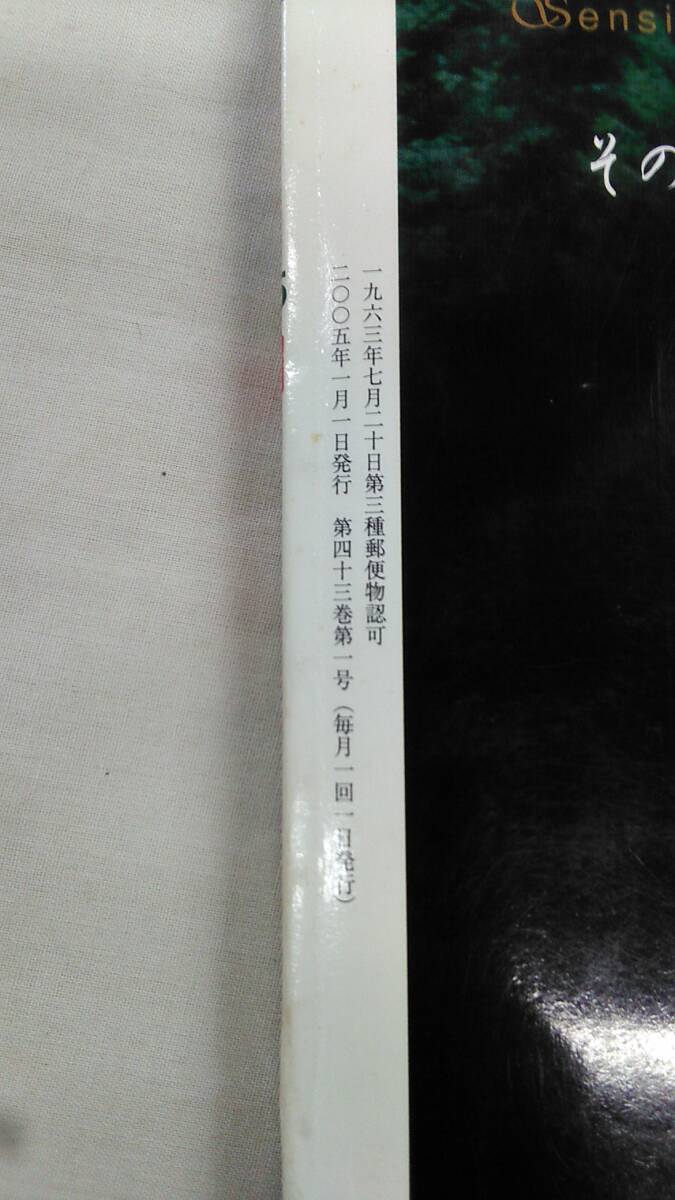 一九六三年七月二十日第三種郵便物認可
二〇〇五年一月一日発行　第四十三巻第一号（毎月一回一日発行）
Sensi
その